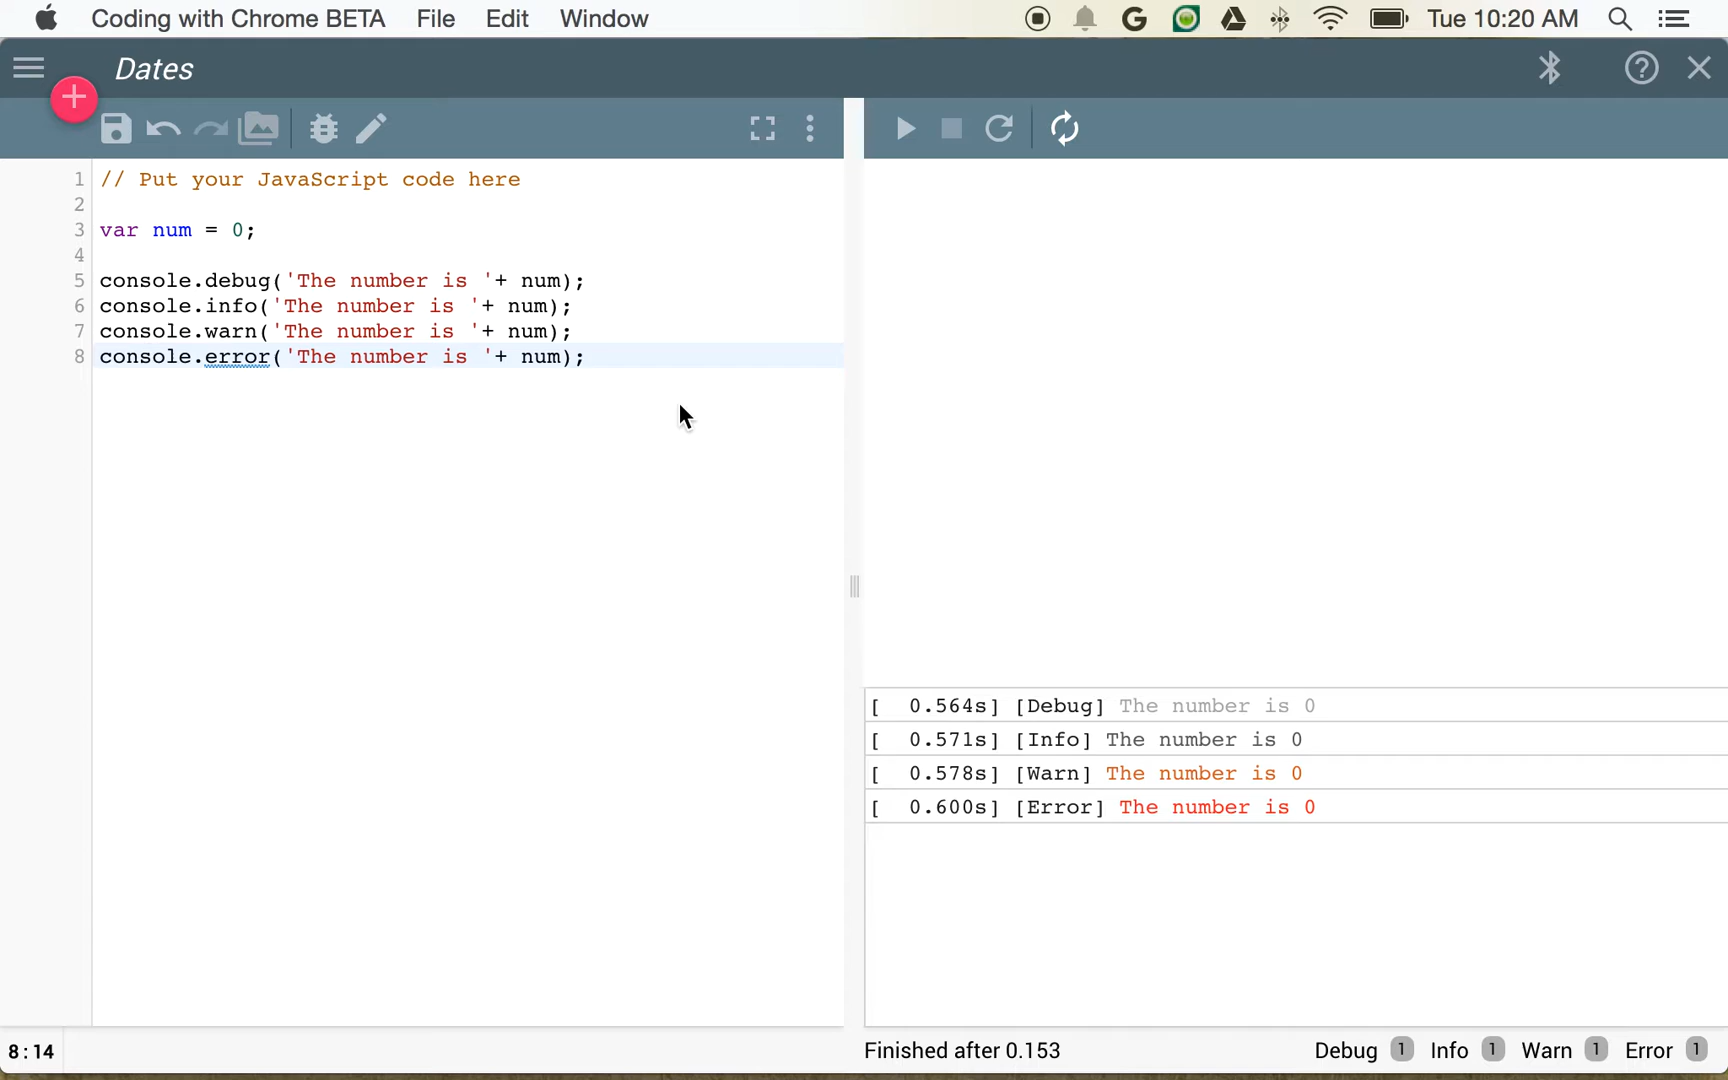 Coding with Chrome BETA File Edit Window Tue 10:20 AM
Dates
1 // Put your JavaScript code here
2
3 var num = 0;
4
5 console.debug('The number is '+ num);
6 console.info('The number is '+ num);
7 console.warn('The number is '+ num);
8 console.error('The number is '+ num);
[ 0.564s] [Debug] The number is 0
[ 0.571s] [Info] The number is 0
[ 0.578s] [Warn] The number is 0
[ 0.600s] [Error] The number is 0
8:14 Finished after 0.153 Debug 1 Info 1 Warn 1 Error 1